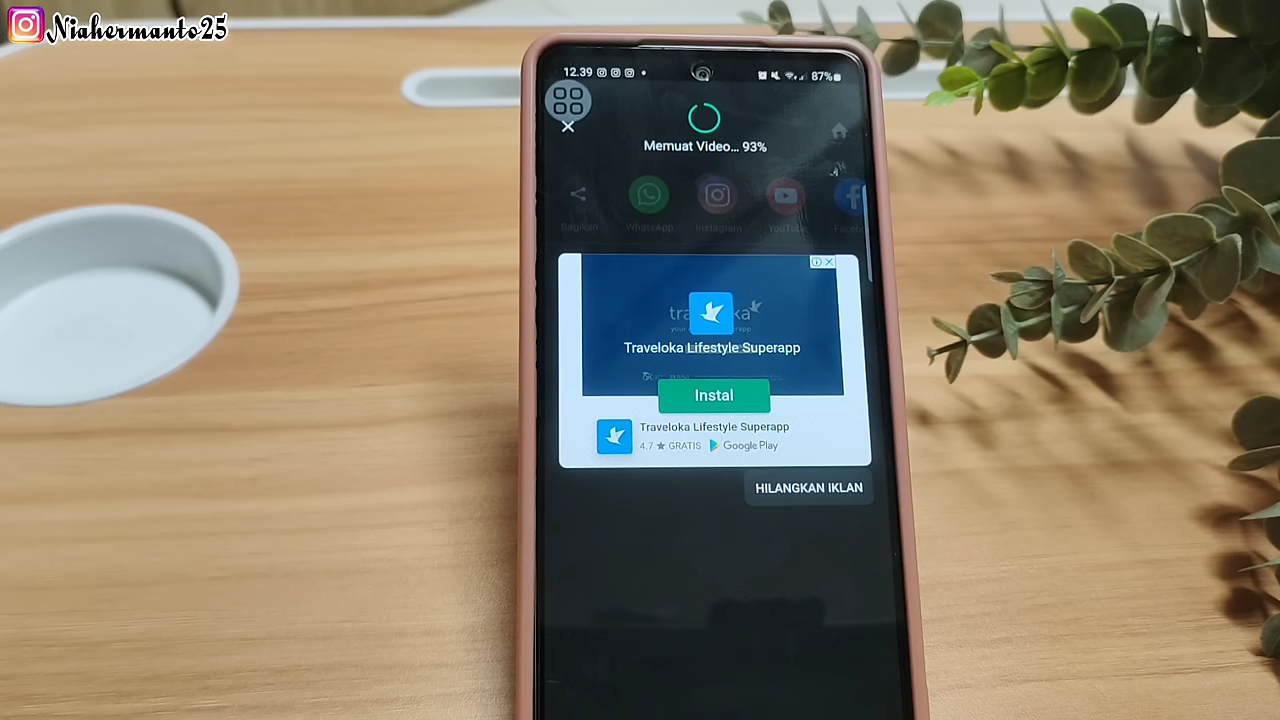 Niahermanto25
12.39
87%
Memuat Video... 93%
Bagikan
WhatsApp
Instagram
YouTube
Traveloka Lifestyle Superapp
Instal
Traveloka Lifestyle Superapp
4.7 ★ GRATIS Google Play
HILANGKAN IKLAN